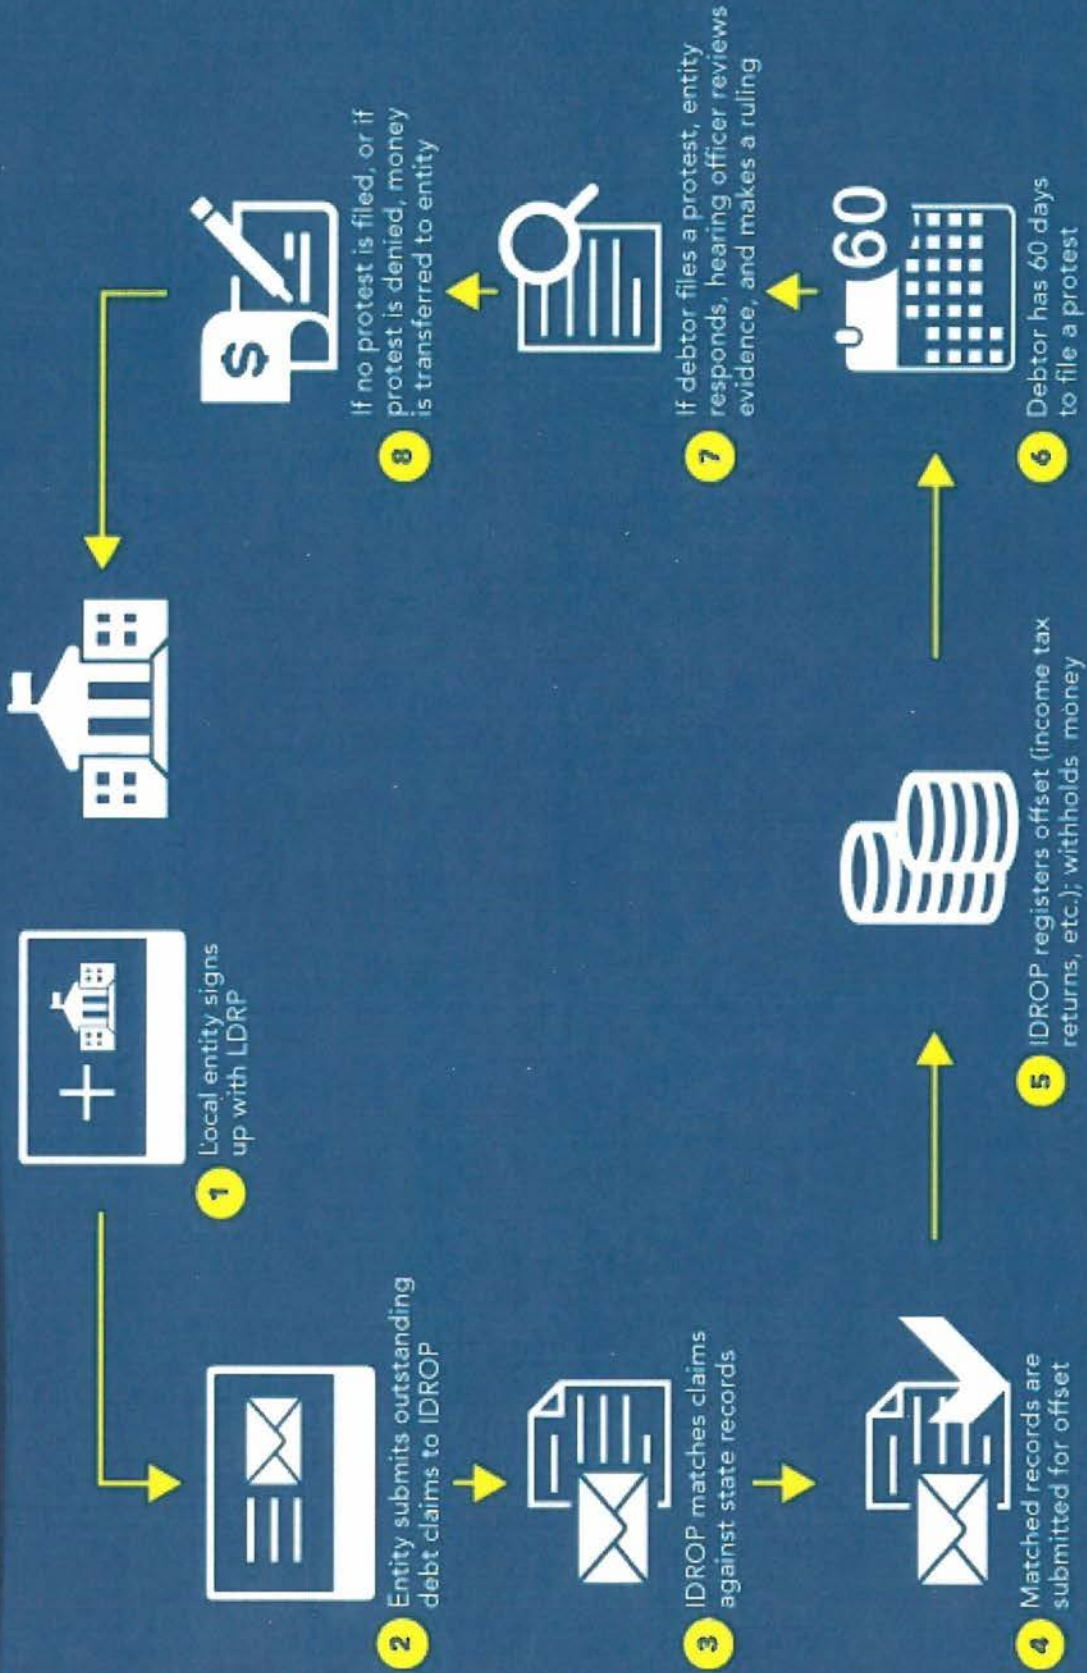 1
Local entity signs
up with LDRP
2
Entity submits outstanding
debt claims to IDROP
3
IDROP matches claims
against state records
4
Matched records are
submitted for offset
5
IDROP registers offset (income tax
returns, etc.); withholds money
60
6
Debtor has 60 days
to file a protest
7
If debtor files a protest, entity
responds, hearing officer reviews
evidence, and makes a ruling
$
8
If no protest is filed, or if
protest is denied, money
is transferred to entity